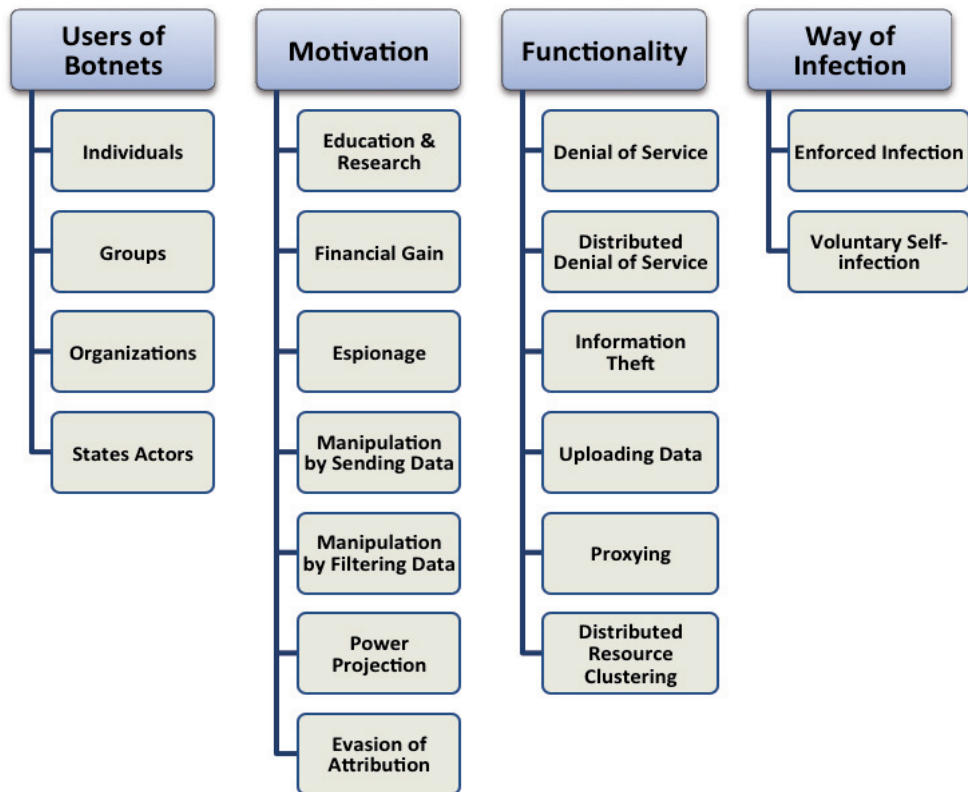 Users of
Botnets
Individuals
Groups
Organizations
States Actors
Motivation
Education &
Research
Financial Gain
Espionage
Manipulation
by Sending Data
Manipulation
by Filtering Data
Power
Projection
Evasion of
Attribution
Functionality
Denial of Service
Distributed
Denial of Service
Information
Theft
Uploading Data
Proxying
Distributed
Resource
Clustering
Way of
Infection
Enforced Infection
Voluntary Self-
infection